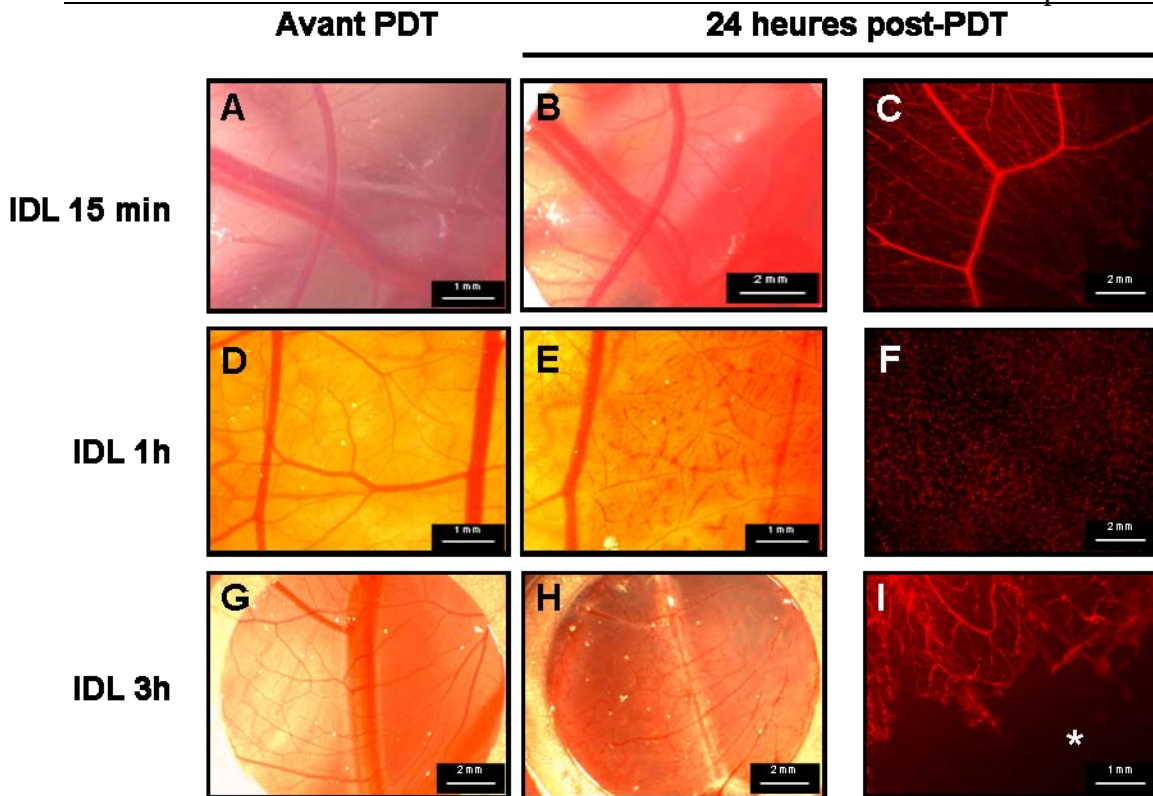 Avant PDT
24 heures post-PDT
IDL 15 min
A
1 mm
B
2 mm
C
2 mm
IDL 1h
D
1 mm
E
1 mm
F
2 mm
IDL 3h
G
2 mm
H
2 mm
I
*
1 mm